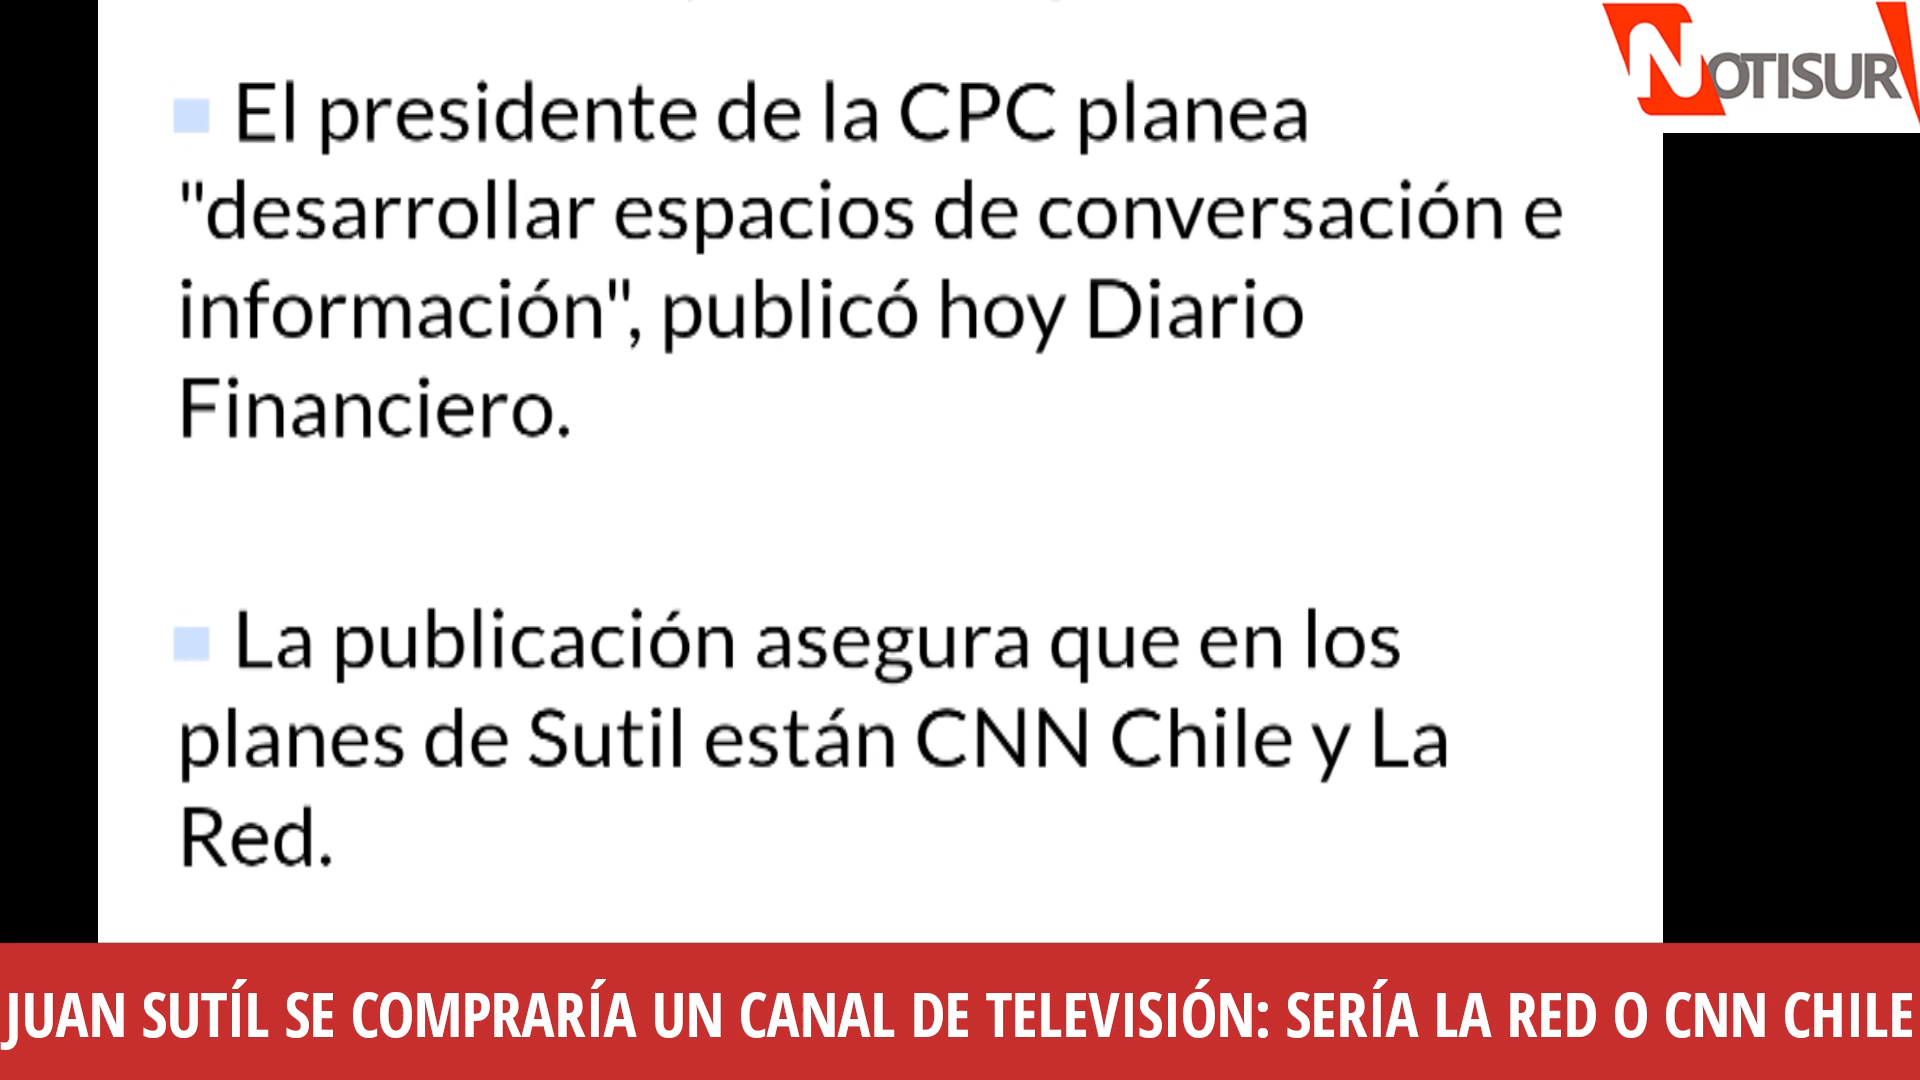 NOTISUR
El presidente de la CPC planea
"desarrollar espacios de conversación e
información", publicó hoy Diario
Financiero.
La publicación asegura que en los
planes de Sutil están CNN Chile y La
Red.
JUAN SUTÍL SE COMPRARÍA UN CANAL DE TELEVISIÓN: SERÍA LA RED O CNN CHILE